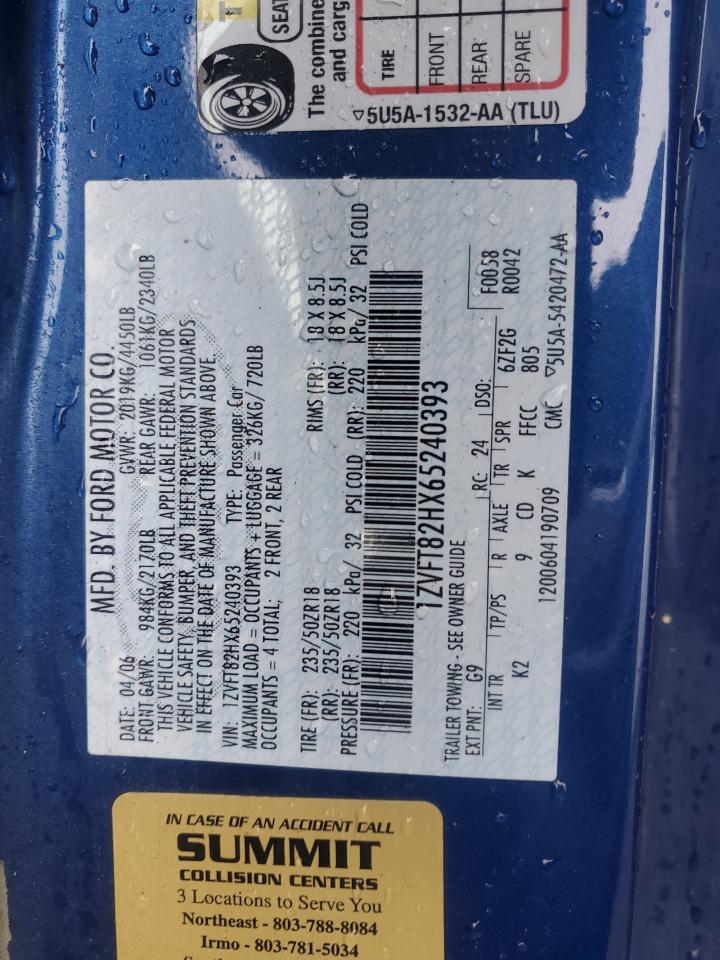 T
SEAT
The combine
and carg
TIRE
FRONT
REAR
SPARE
▽5U5A-1532-AA (TLU)
MFD. BY FORD MOTOR CO.
DATE: 04/06 GVWR: 2019KG/4450LB
FRONT GAWR: 984KG/2170LB REAR GAWR: 1061KG/2340LB
THIS VEHICLE CONFORMS TO ALL APPLICABLE FEDERAL MOTOR
VEHICLE SAFETY, BUMPER, AND THEFT PREVENTION STANDARDS
IN EFFECT ON THE DATE OF MANUFACTURE SHOWN ABOVE.
VIN: 1ZVFT82HX65240393 TYPE: Passenger Car
MAXIMUM LOAD = OCCUPANTS + LUGGAGE = 326KG/ 720LB
OCCUPANTS = 4 TOTAL; 2 FRONT, 2 REAR
TIRE (FR): 235/50ZR18 RIMS (FR): 18 X 8.5J
(RR): 235/50ZR18 (RR): 18 X 8.5J
PRESSURE (FR): 220 kPa/ 32 PSI COLD (RR): 220 kPa/ 32 PSI COLD
1ZVFT82HX65240393
TRAILER TOWING - SEE OWNER GUIDE F0058
EXT PNT: G9 RC: 24 DSO: R0042
INT TR TP/PS R AXLE TR SPR 6ZF2G
K2 9 CD K FFCC 805
1200604190709 CMC ▽5U5A-5420472-AA
IN CASE OF AN ACCIDENT CALL
SUMMIT
COLLISION CENTERS
3 Locations to Serve You
Northeast - 803-788-8084
Irmo - 803-781-5034